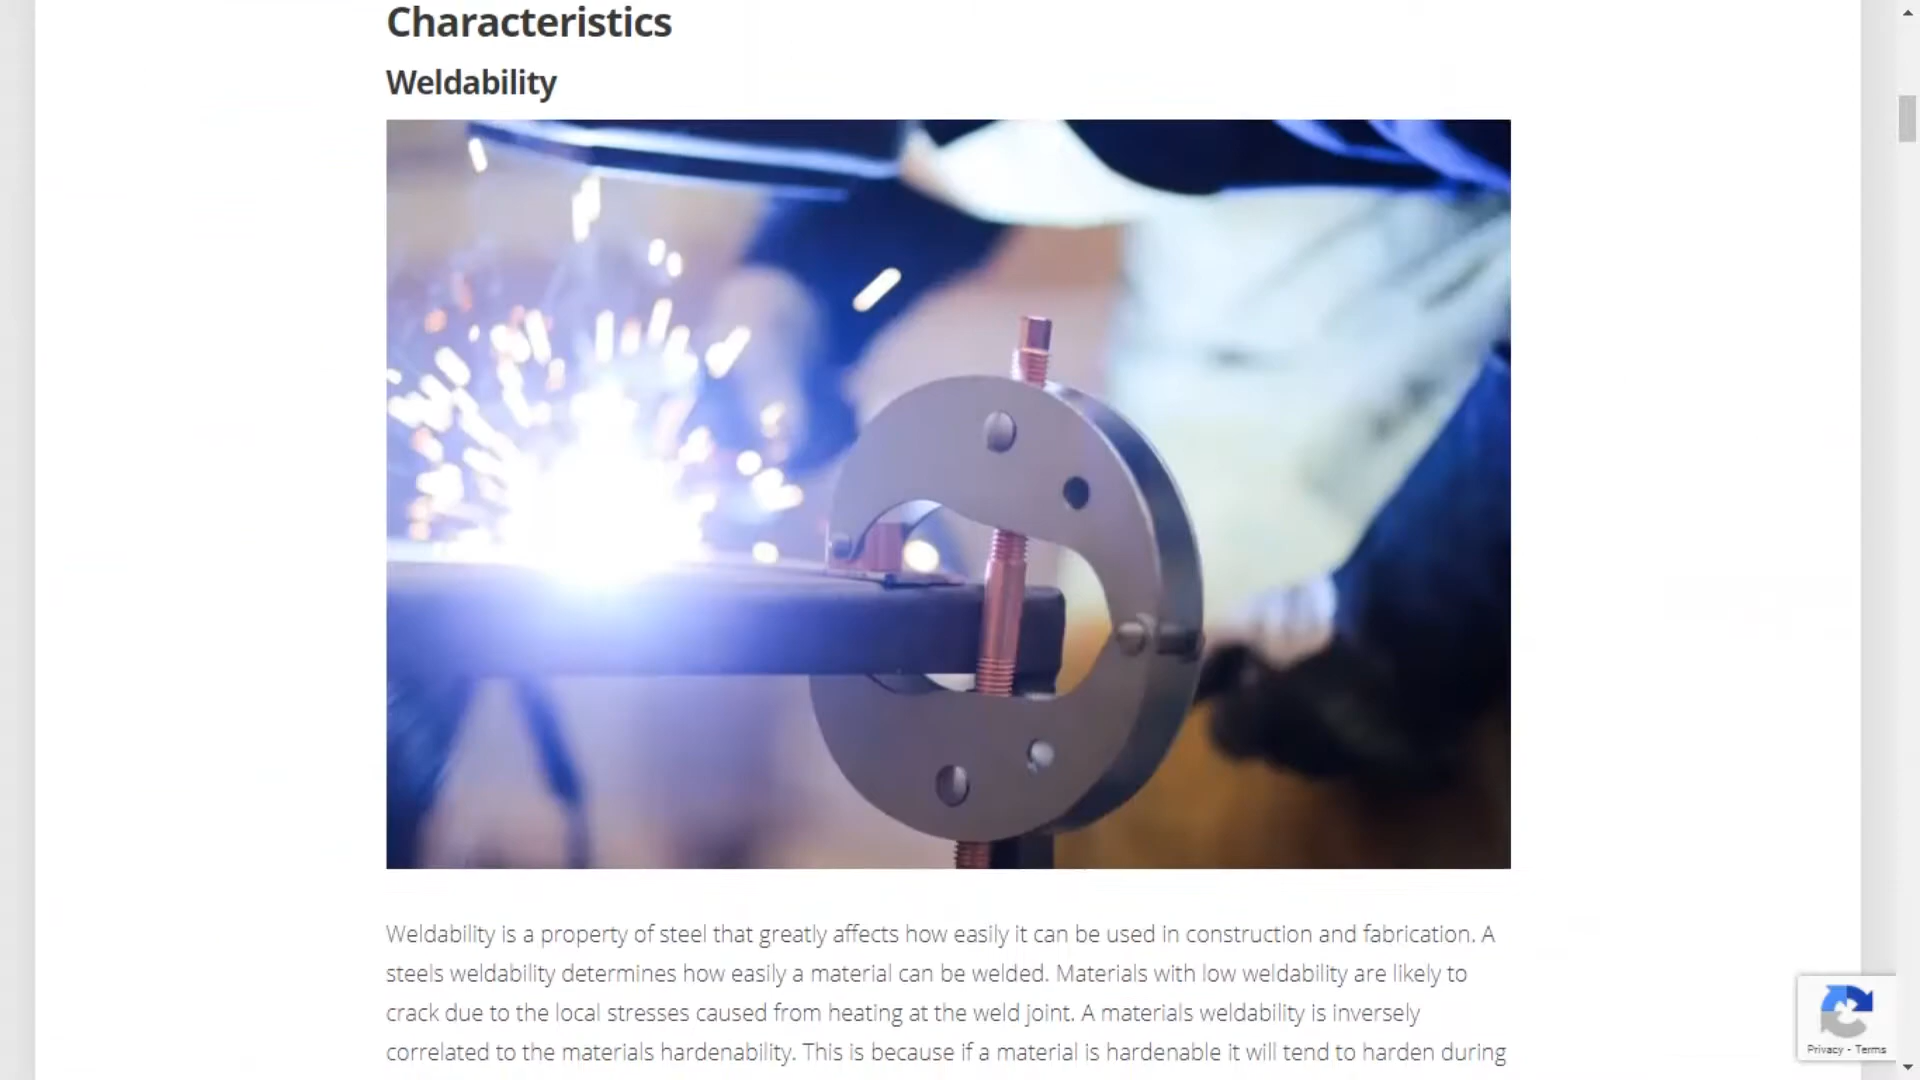 Characteristics
Weldability
Weldability is a property of steel that greatly affects how easily it can be used in construction and fabrication. A
steels weldability determines how easily a material can be welded. Materials with low weldability are likely to
crack due to the local stresses caused from heating at the weld joint. A materials weldability is inversely
correlated to the materials hardenability. This is because if a material is hardenable it will tend to harden during
Privacy - Terms